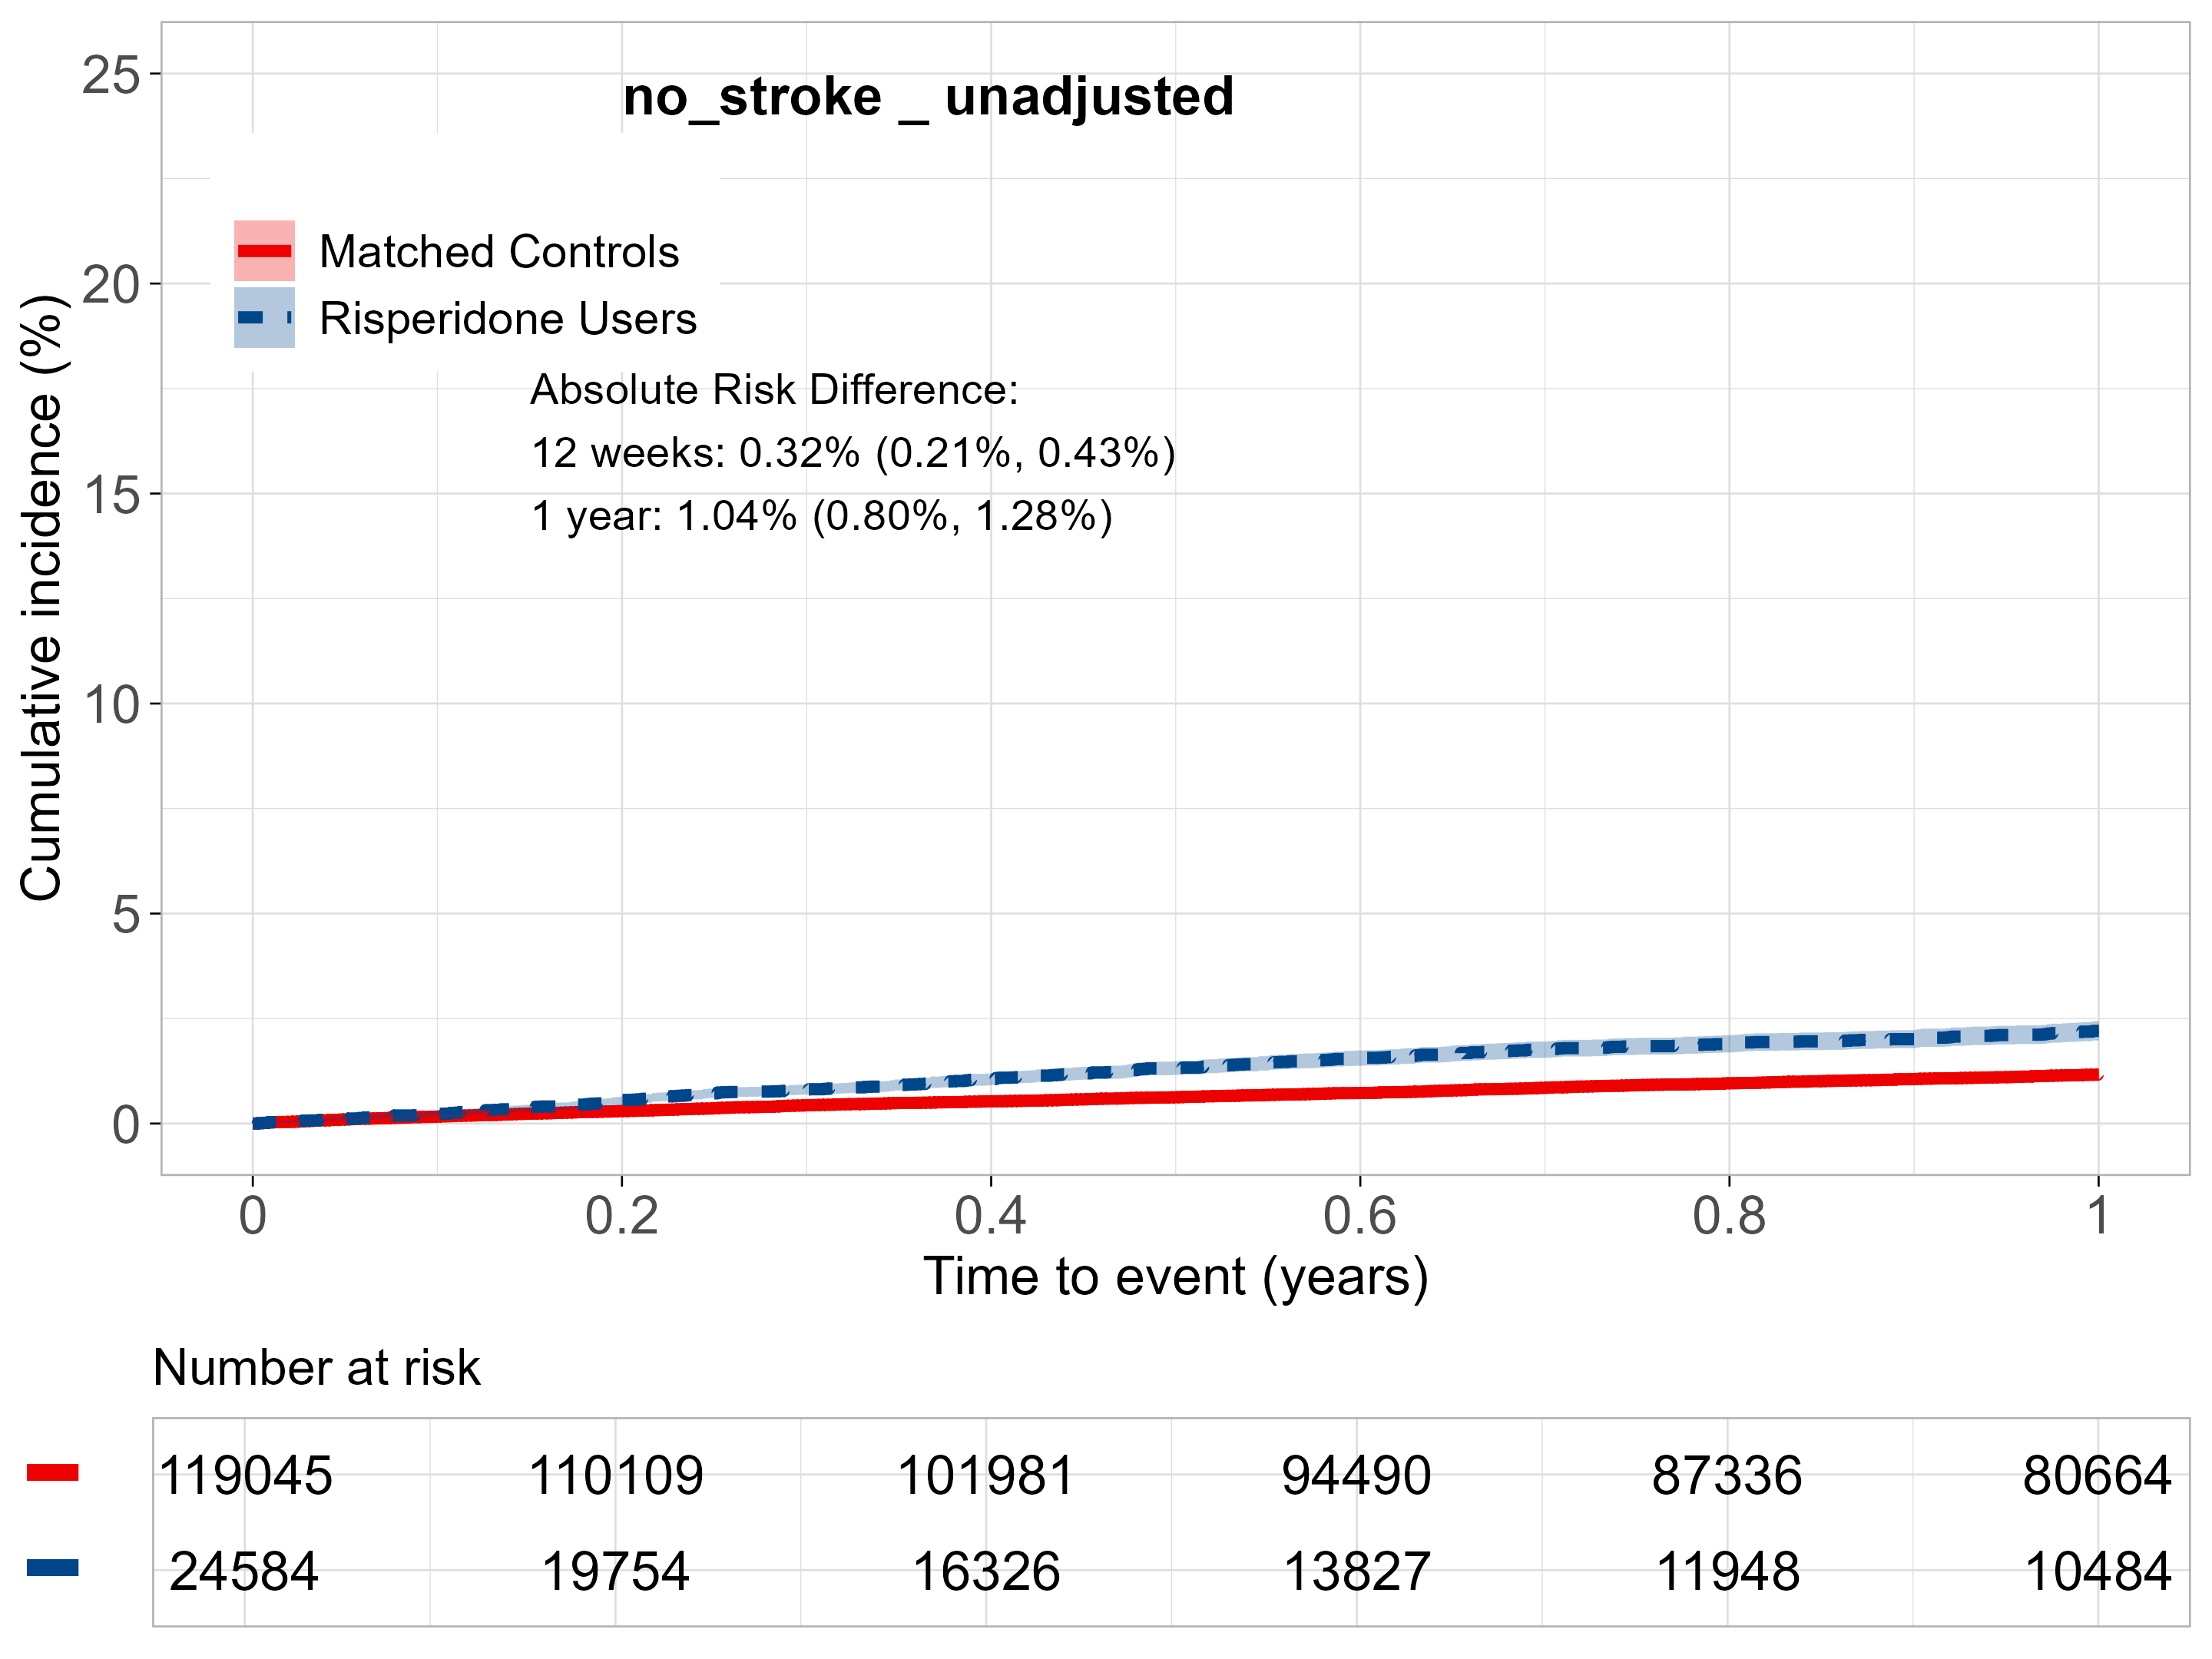 no_stroke _ unadjusted
Matched Controls
Risperidone Users
Absolute Risk Difference:
12 weeks: 0.32% (0.21%, 0.43%)
1 year: 1.04% (0.80%, 1.28%)
Cumulative incidence (%)
25
20
15
10
5
0
0 0.2 0.4 0.6 0.8 1
Time to event (years)
Number at risk
119045 110109 101981 94490 87336 80664
24584 19754 16326 13827 11948 10484